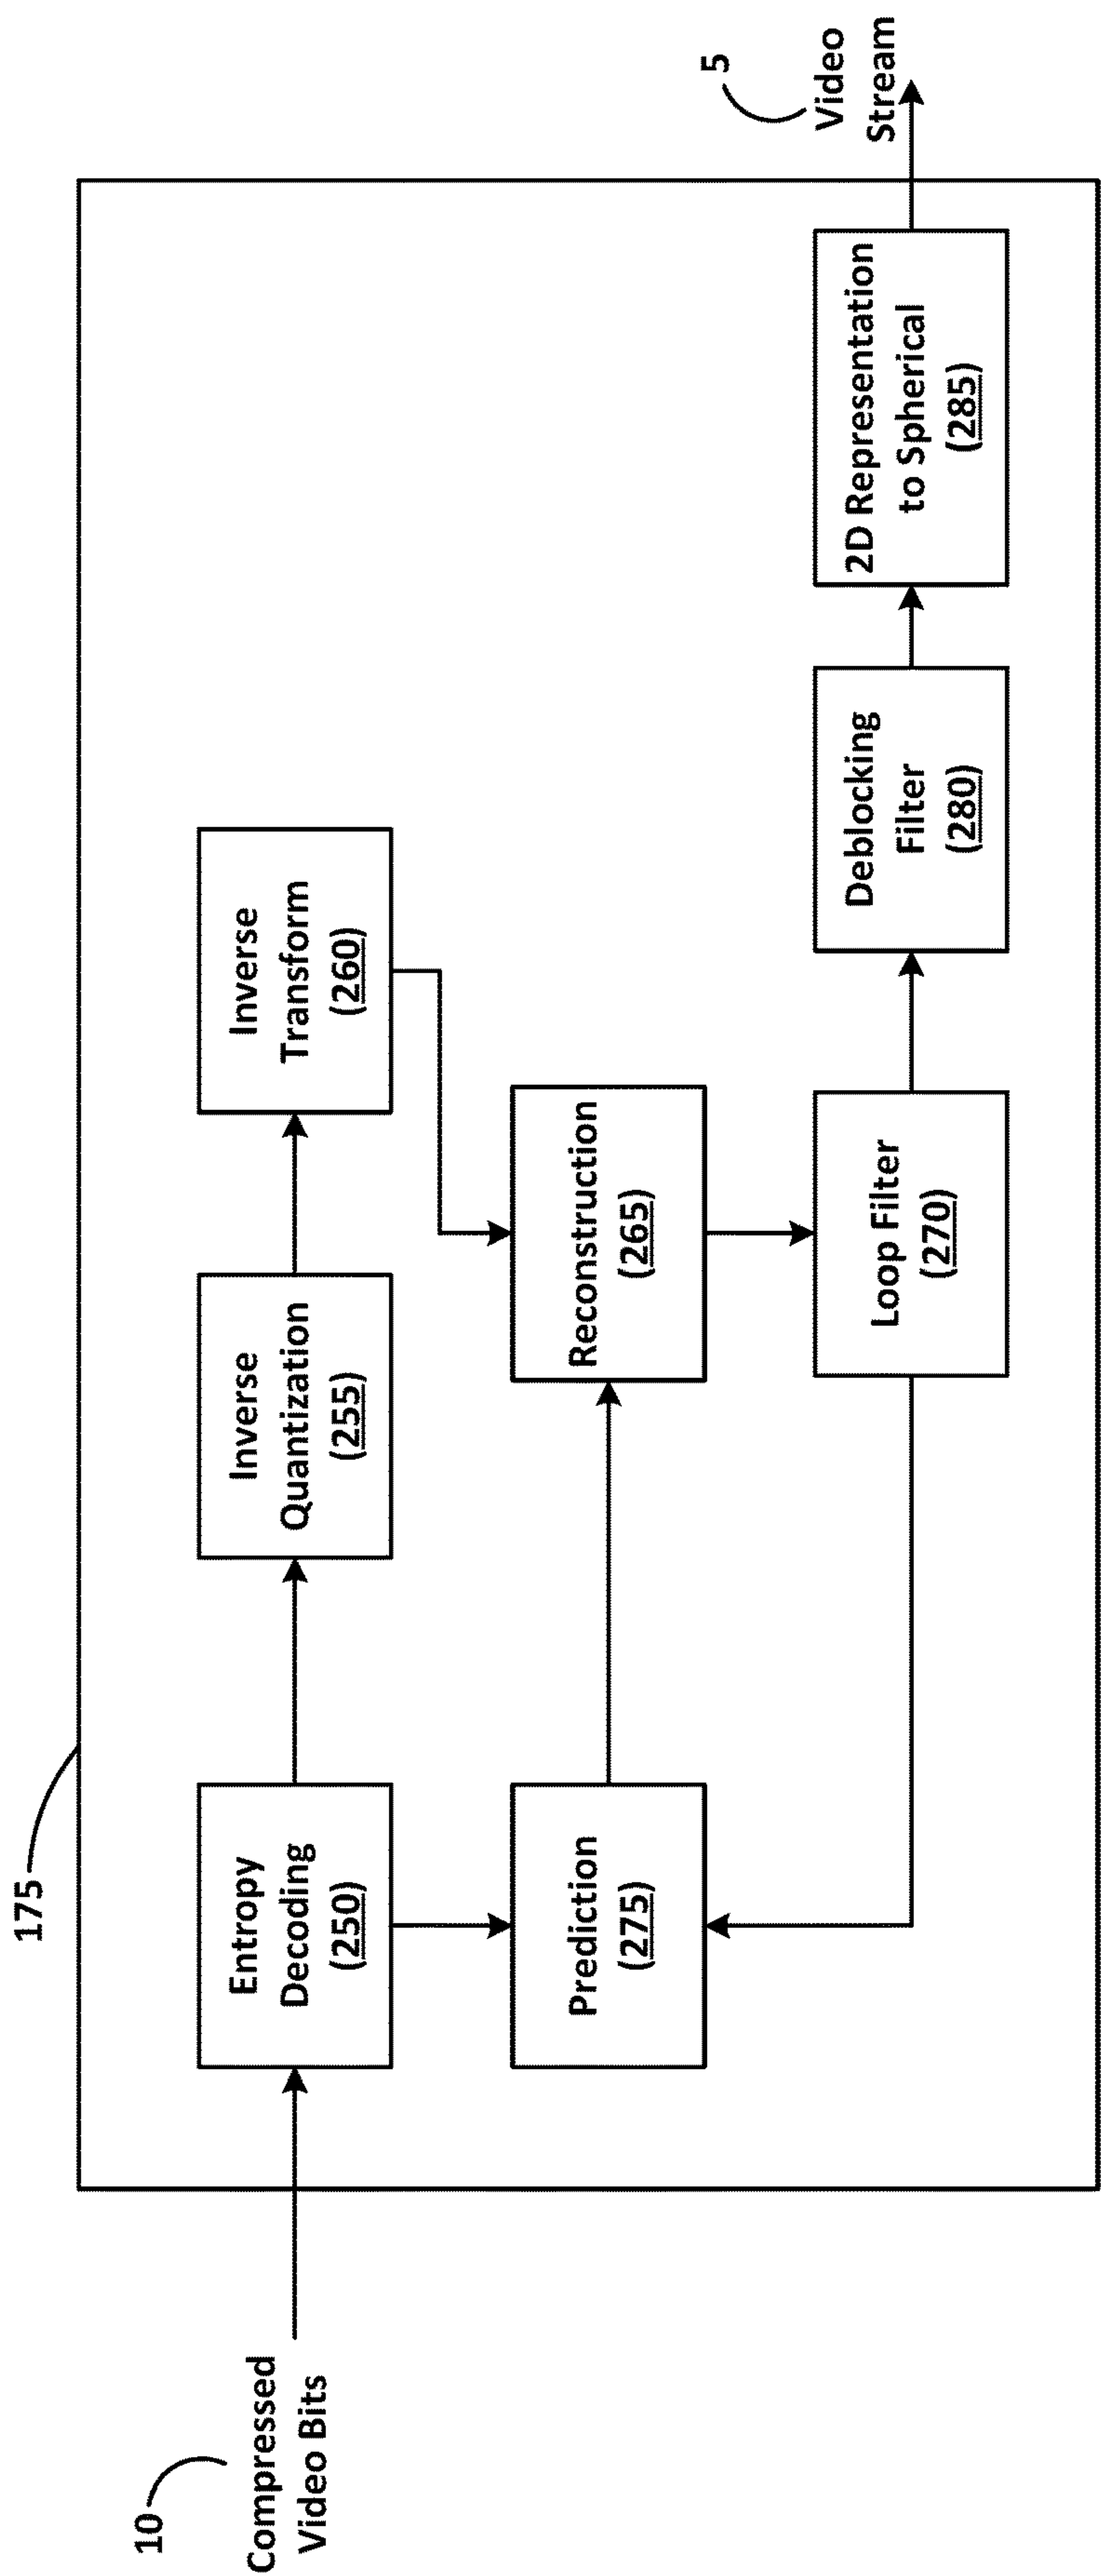 175
10
Compressed
Video Bits
Entropy
Decoding
(250)
Inverse
Quantization
(255)
Inverse
Transform
(260)
Prediction
(275)
Reconstruction
(265)
Loop Filter
(270)
Deblocking
Filter
(280)
2D Representation
to Spherical
(285)
5
Video
Stream